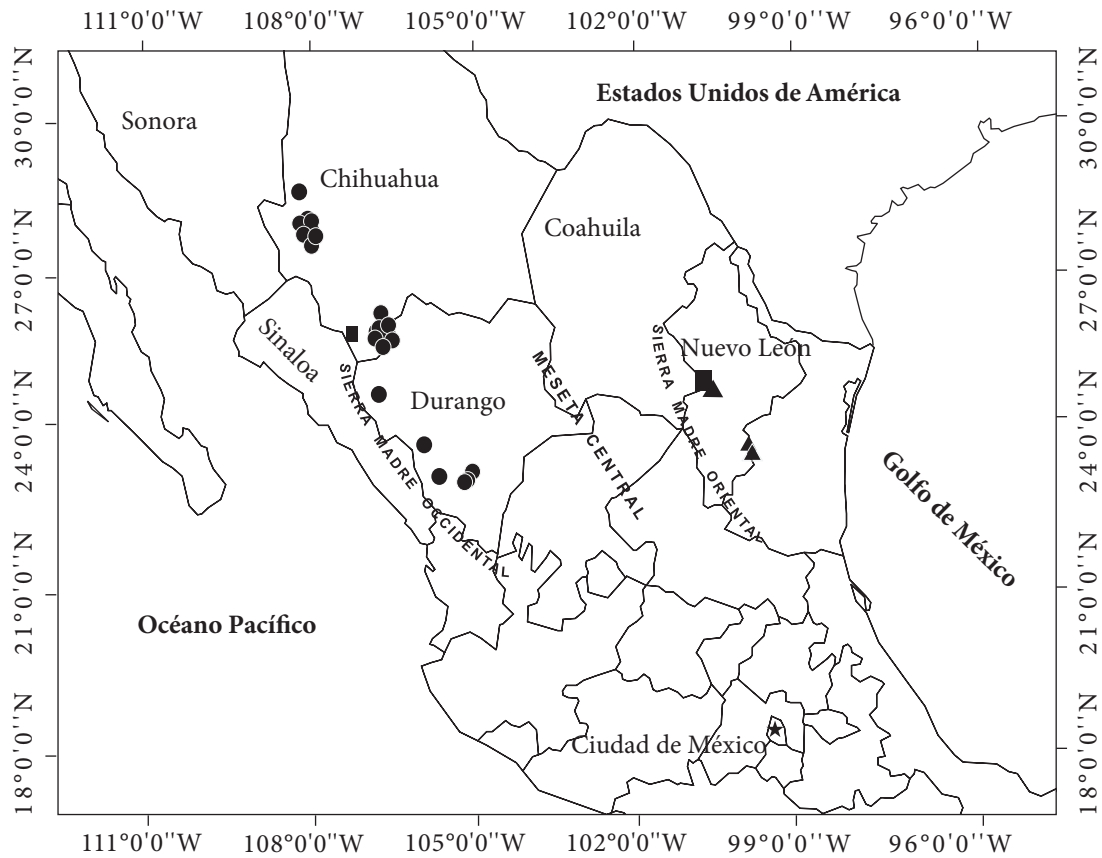 111°0'0''W 108°0'0''W 105°0'0''W 102°0'0''W 99°0'0''W 96°0'0''W
30°0'0''N
27°0'0''N
24°0'0''N
21°0'0''N
18°0'0''N
Estados Unidos de América
Sonora
Chihuahua
Coahuila
Sinaloa
Nuevo León
Durango
SIERRA MADRE OCCIDENTAL
MESETA CENTRAL
SIERRA MADRE ORIENTAL
Golfo de México
Océano Pacífico
Ciudad de México
30°0'0''N
27°0'0''N
24°0'0''N
21°0'0''N
18°0'0''N
111°0'0''W 108°0'0''W 105°0'0''W 102°0'0''W 99°0'0''W 96°0'0''W